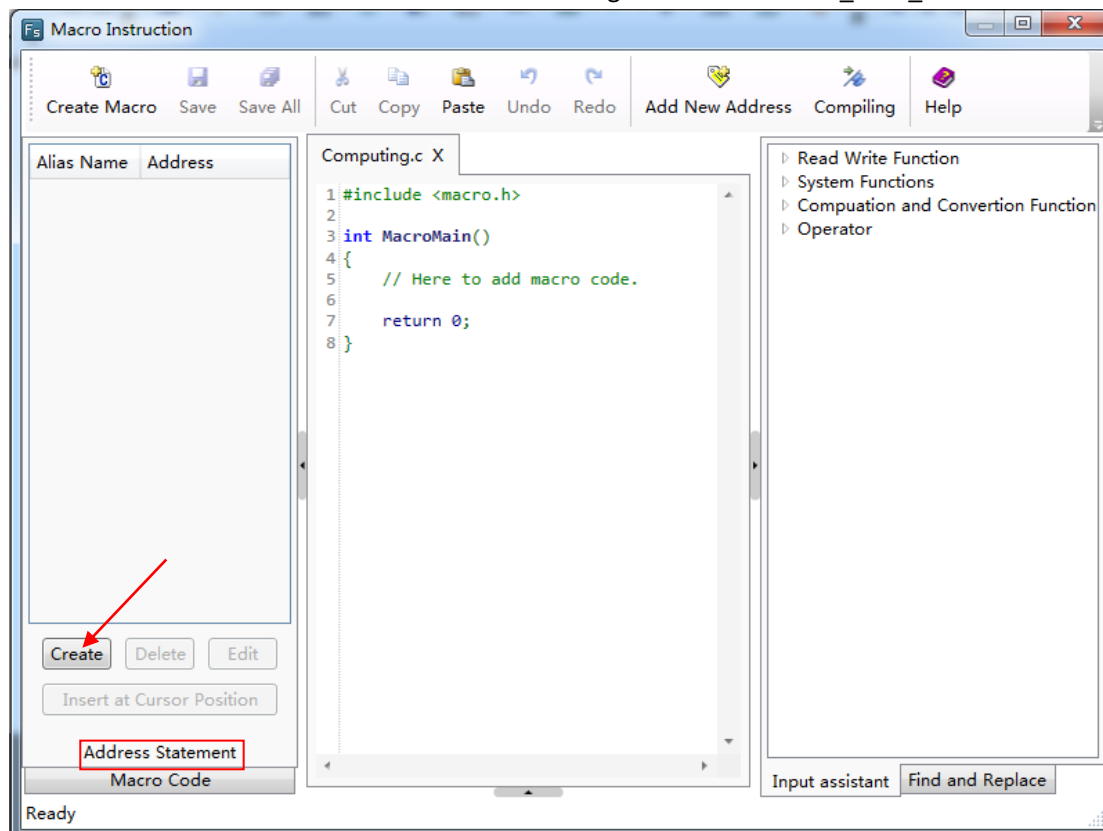 Fs Macro Instruction
Create Macro Save Save All Cut Copy Paste Undo Redo Add New Address Compiling Help
Alias Name Address
Computing.c X
1 #include <macro.h>
2
3 int MacroMain()
4 {
5 // Here to add macro code.
6
7 return 0;
8 }
Read Write Function
System Functions
Compuation and Convertion Function
Operator
Create Delete Edit
Insert at Cursor Position
Address Statement
Macro Code
Input assistant Find and Replace
Ready